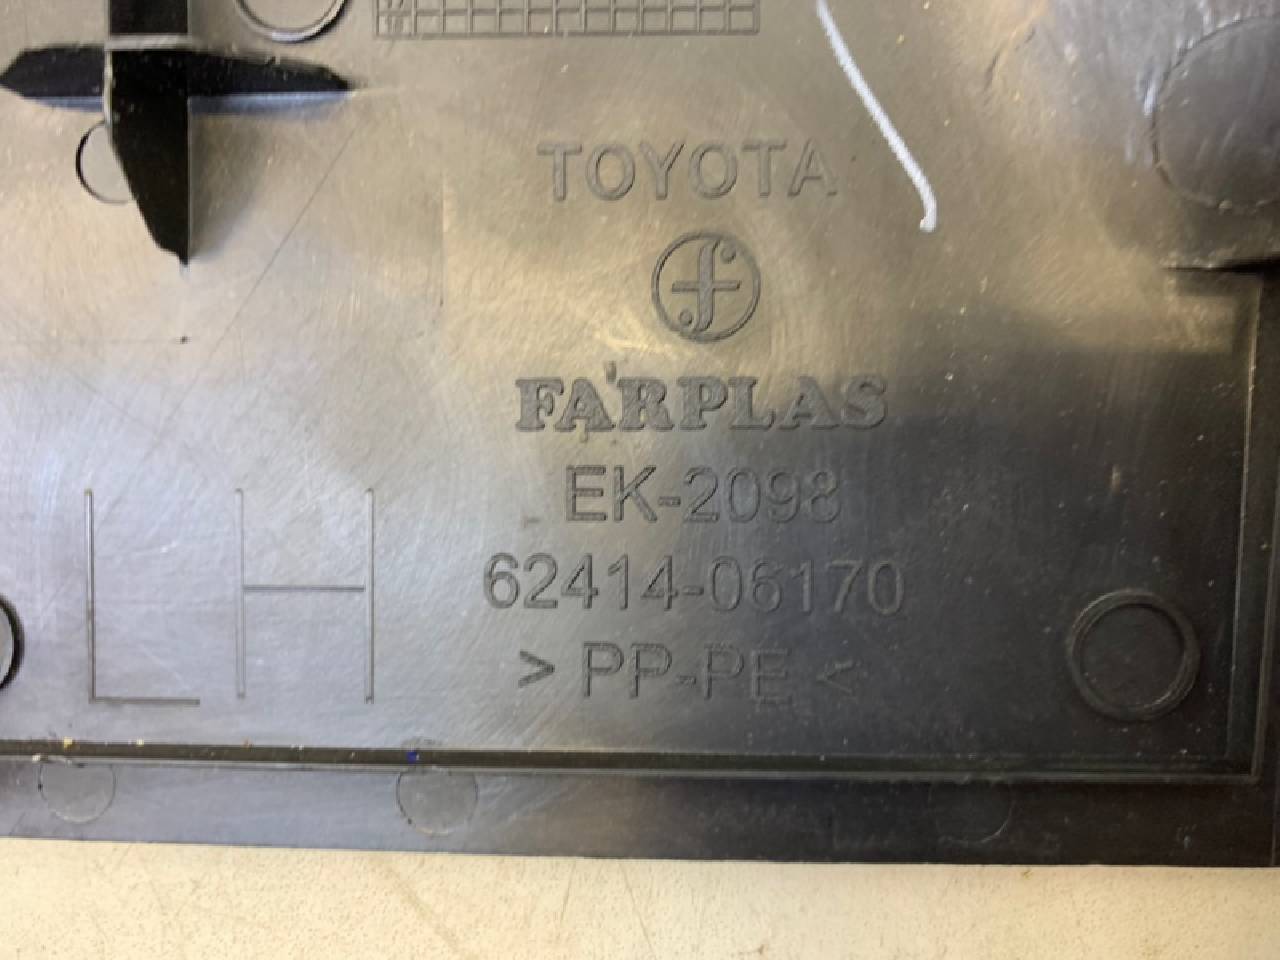 TOYOTA
FARPLAS
EK-2098
LH
62414-06170
> PP-PE <